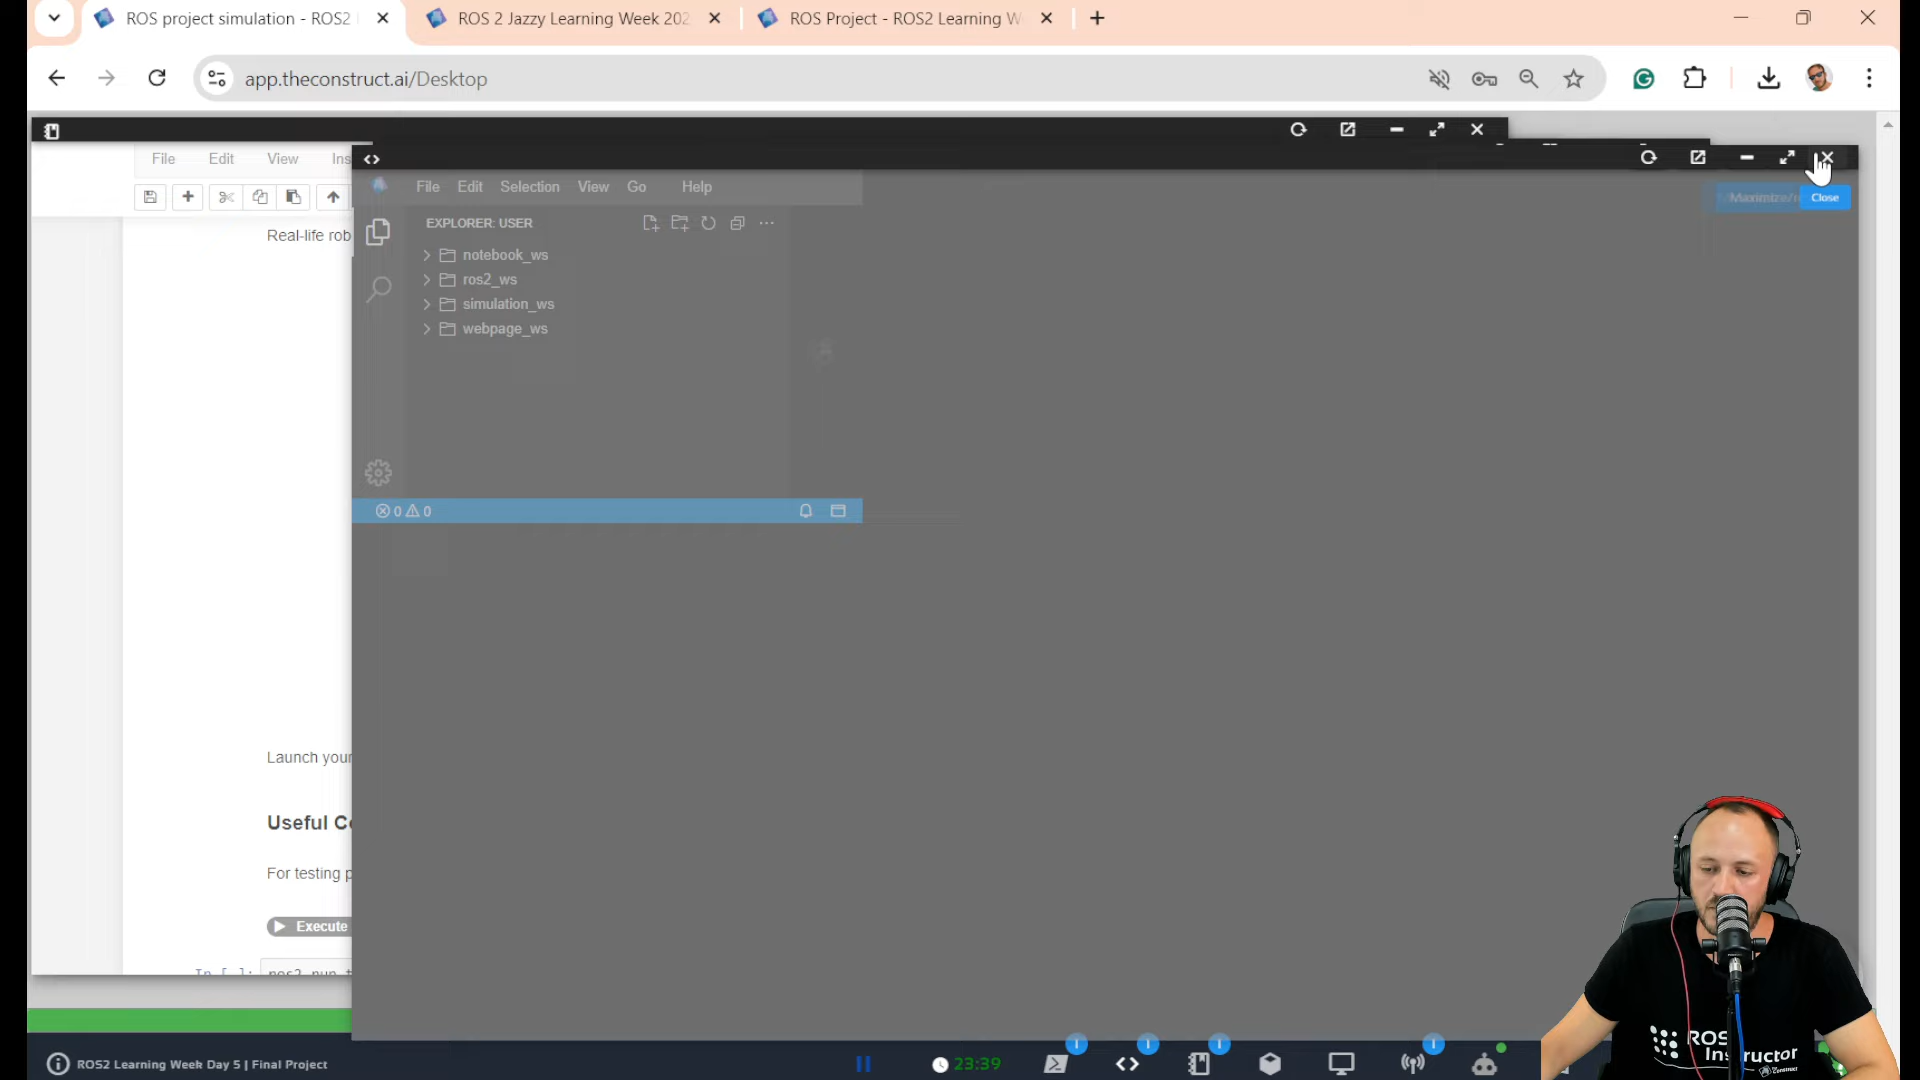 ROS project simulation - ROS2
ROS 2 Jazzy Learning Week 202
ROS Project - ROS2 Learning W
app.theconstruct.ai/Desktop
File Edit View Ins
File Edit Selection View Go Help
Close
EXPLORER: USER
notebook_ws
ros2_ws
simulation_ws
webpage_ws
Real-life rob
0 0
Launch your
Useful Co
For testing p
Execute
ROS2 Learning Week Day 5 | Final Project
23:39
ROS
Instructor